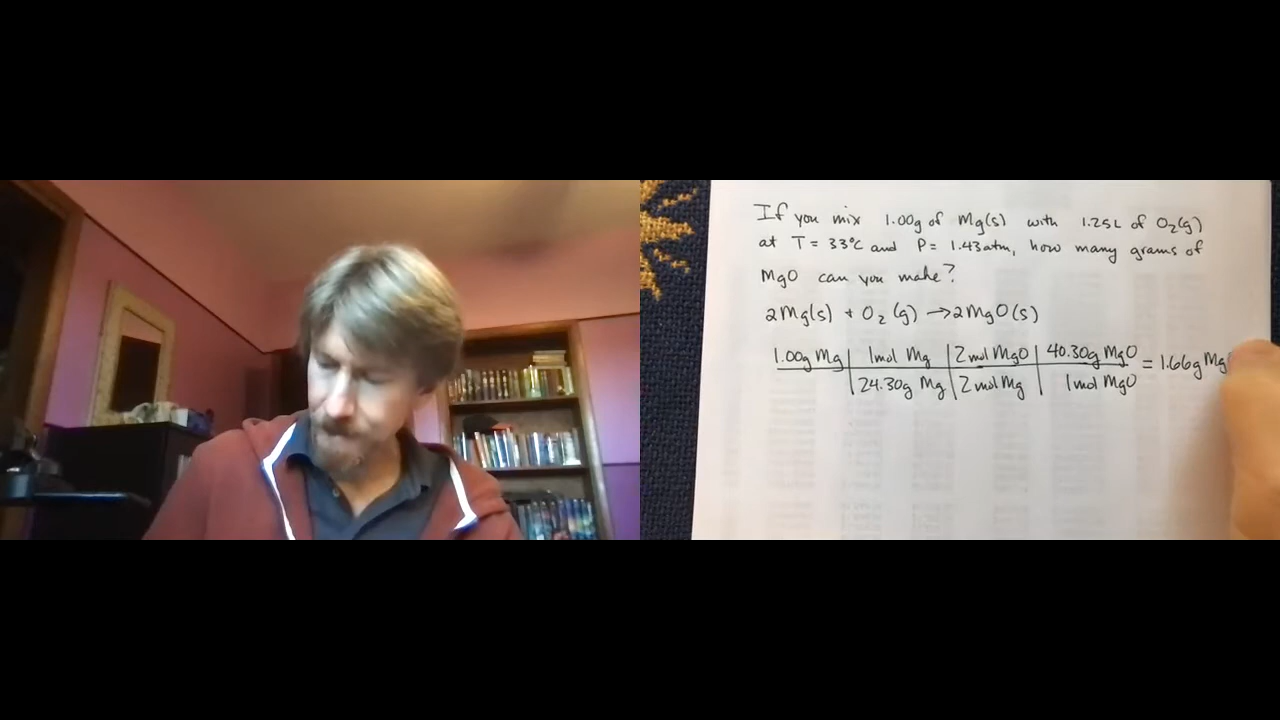 If you mix 1.00g of Mg(s) with 1.25L of O₂(g)
at T = 33°C and P = 1.43atm, how many grams of
MgO can you make?
2Mg(s) + O₂(g) → 2MgO(s)
1.00g Mg | 1mol Mg | 2mol MgO | 40.30g MgO = 1.66g Mg
24.30g Mg | 2mol Mg | 1mol MgO